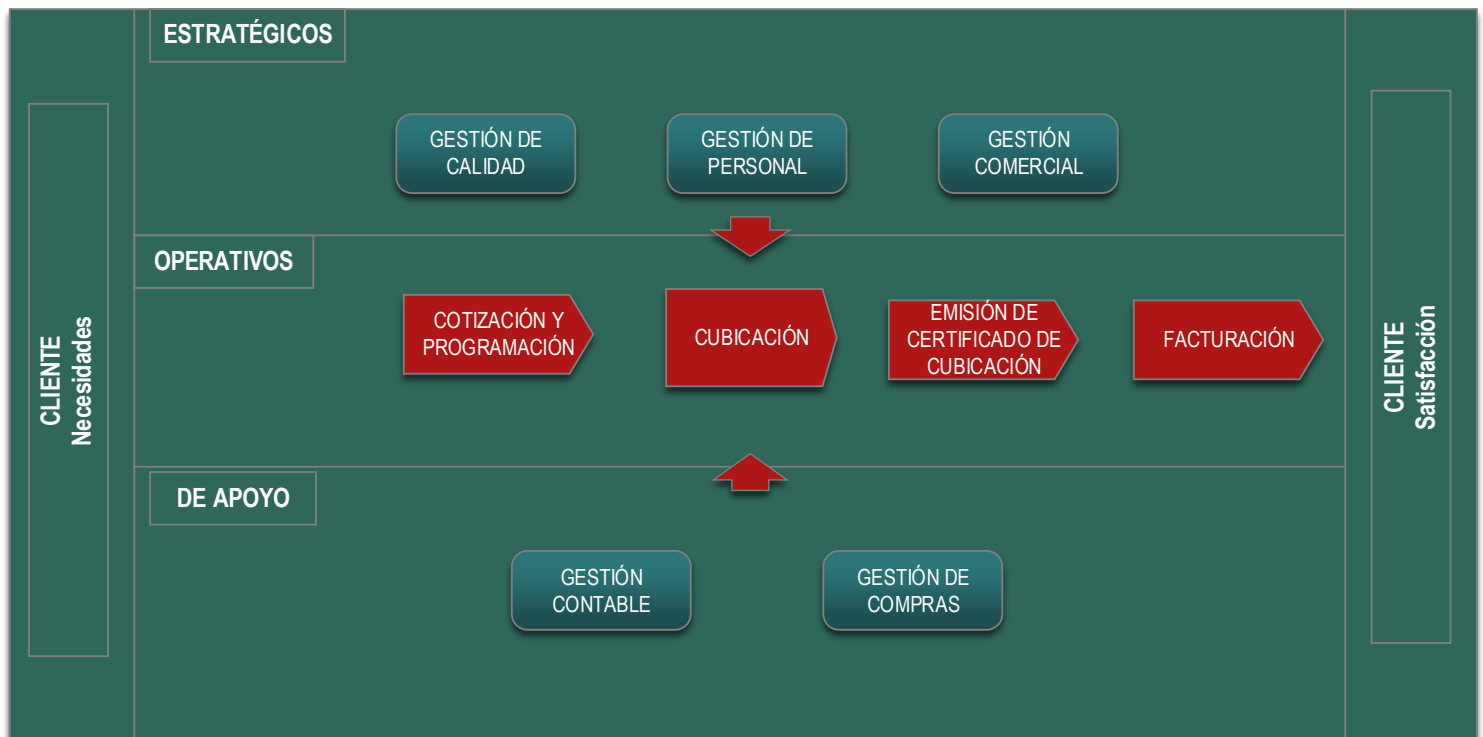 ESTRATÉGICOS
GESTIÓN DE
CALIDAD
GESTIÓN DE
PERSONAL
GESTIÓN
COMERCIAL
OPERATIVOS
COTIZACIÓN Y
PROGRAMACIÓN
CUBICACIÓN
EMISIÓN DE
CERTIFICADO DE
CUBICACIÓN
FACTURACIÓN
DE APOYO
GESTIÓN
CONTABLE
GESTIÓN DE
COMPRAS
CLIENTE
Necesidades
CLIENTE
Satisfacción